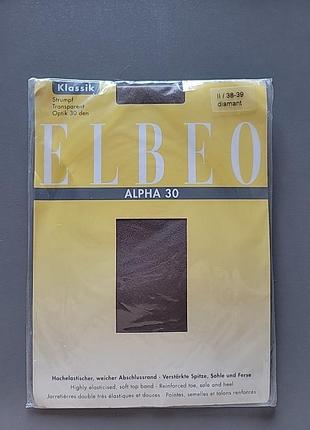 Klassik
Strumpf
Transparent
Optik 30 den
II / 38-39
diamant
ELBEO
ALPHA 30
Hochelastischer, weicher Abschlussrand - Verstärkte Spitze, Sohle und Ferse
Highly elasticised, soft top band - Reinforced toe, sole and heel
Jarretières double très élastiques et douces - Pointes, semelles et talons renforcés